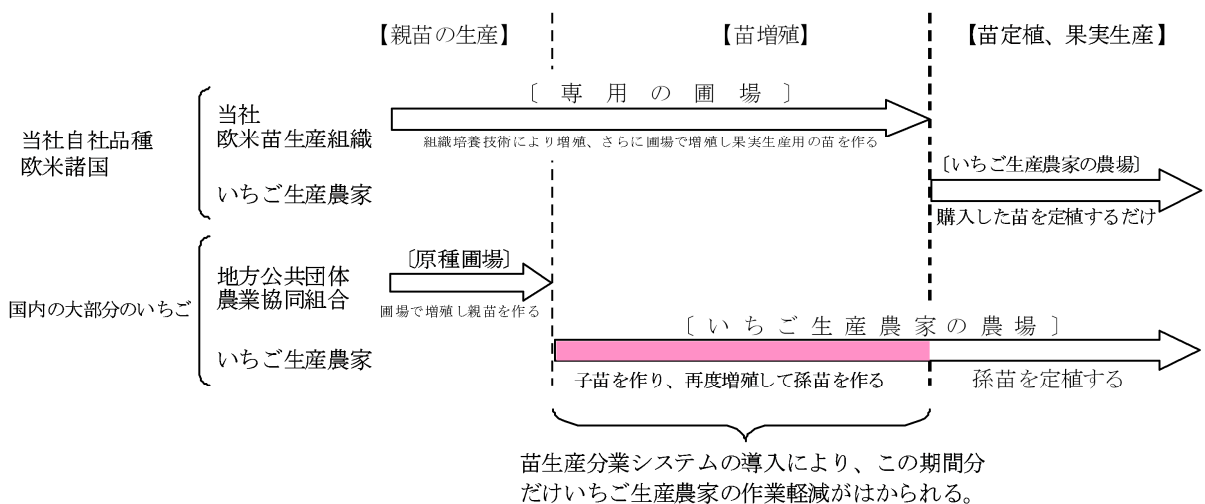 【親苗の生産】
【苗増殖】
【苗定植、果実生産】
当社自社品種
欧米諸国
当社
欧米苗生産組織
〔専用の圃場〕
組織培養技術により増殖、さらに圃場で増殖し果実生産用の苗を作る
いちご生産農家
〔いちご生産農家の農場〕
購入した苗を定植するだけ
国内の大部分のいちご
地方公共団体
農業協同組合
〔原種圃場〕
圃場で増殖し親苗を作る
いちご生産農家
〔いちご生産農家の農場〕
子苗を作り、再度増殖して孫苗を作る
孫苗を定植する
苗生産分業システムの導入により、この期間分
だけいちご生産農家の作業軽減がはかられる。